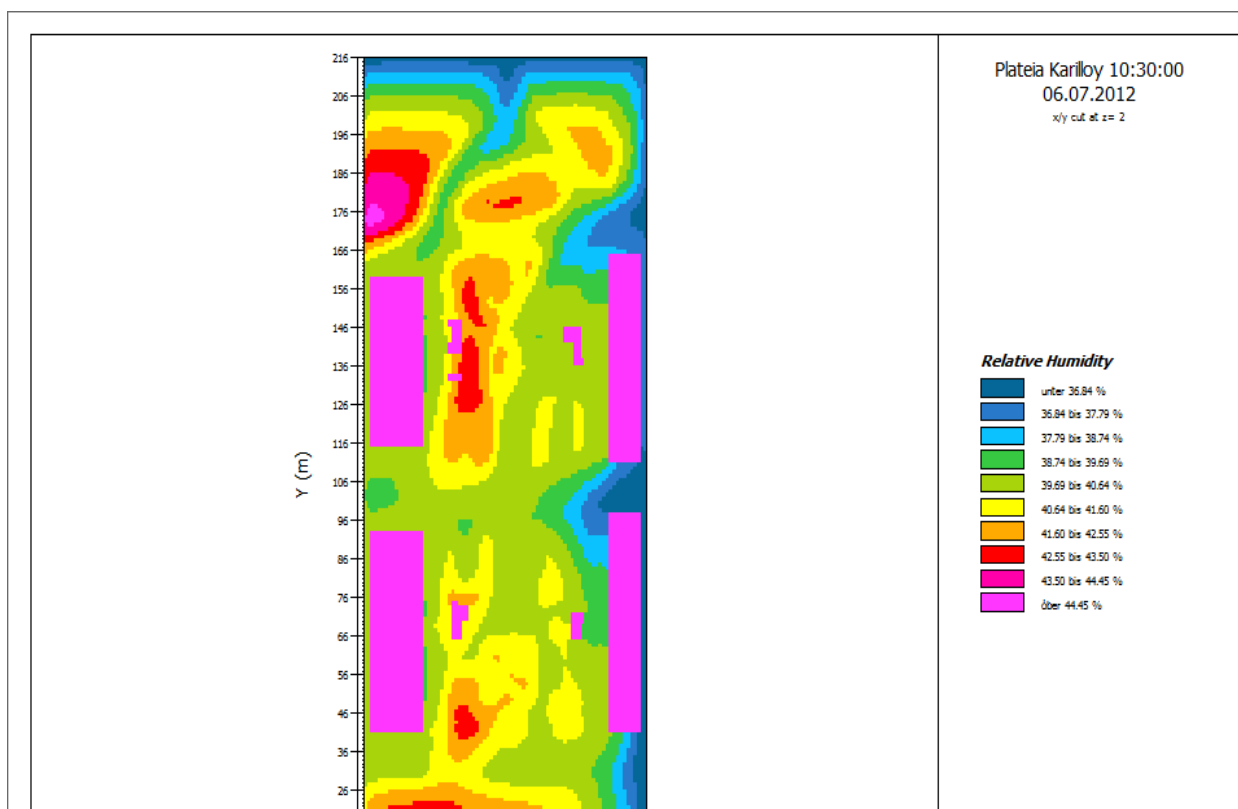 Plateia Karilloy 10:30:00
06.07.2012
x/y cut at z= 2
216
206
196
186
176
166
156
146
136
126
116
106
96
86
76
66
56
46
36
26
Y (m)
Relative Humidity
unter 36.84 %
36.84 bis 37.79 %
37.79 bis 38.74 %
38.74 bis 39.69 %
39.69 bis 40.64 %
40.64 bis 41.60 %
41.60 bis 42.55 %
42.55 bis 43.50 %
43.50 bis 44.45 %
öber 44.45 %